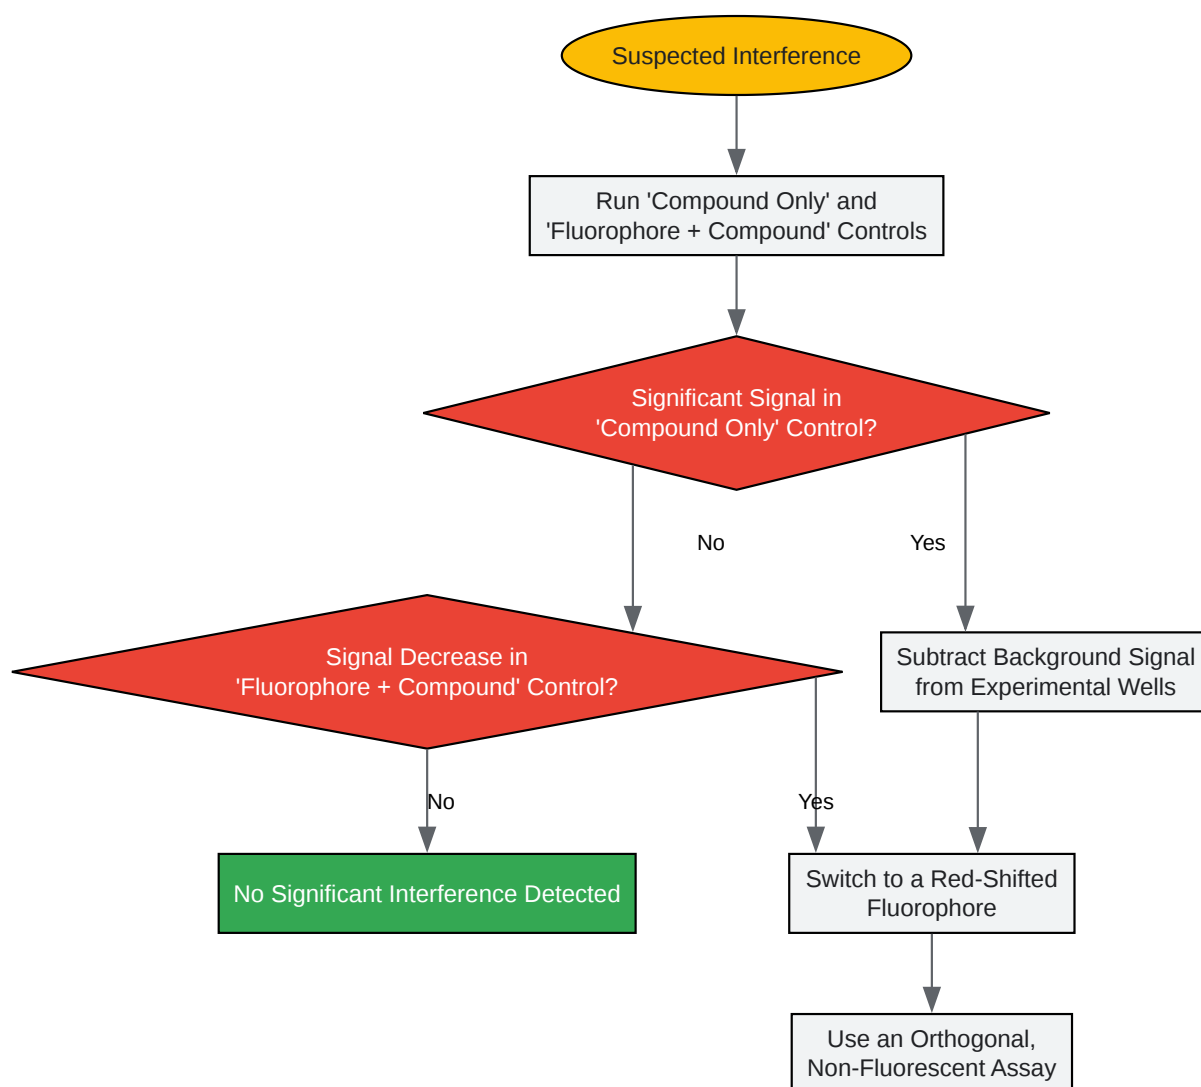 Suspected Interference
Run 'Compound Only' and
'Fluorophore + Compound' Controls
Significant Signal in
'Compound Only' Control?
No
Yes
Signal Decrease in
'Fluorophore + Compound' Control?
Subtract Background Signal
from Experimental Wells
No
Yes
No Significant Interference Detected
Switch to a Red-Shifted
Fluorophore
Use an Orthogonal,
Non-Fluorescent Assay